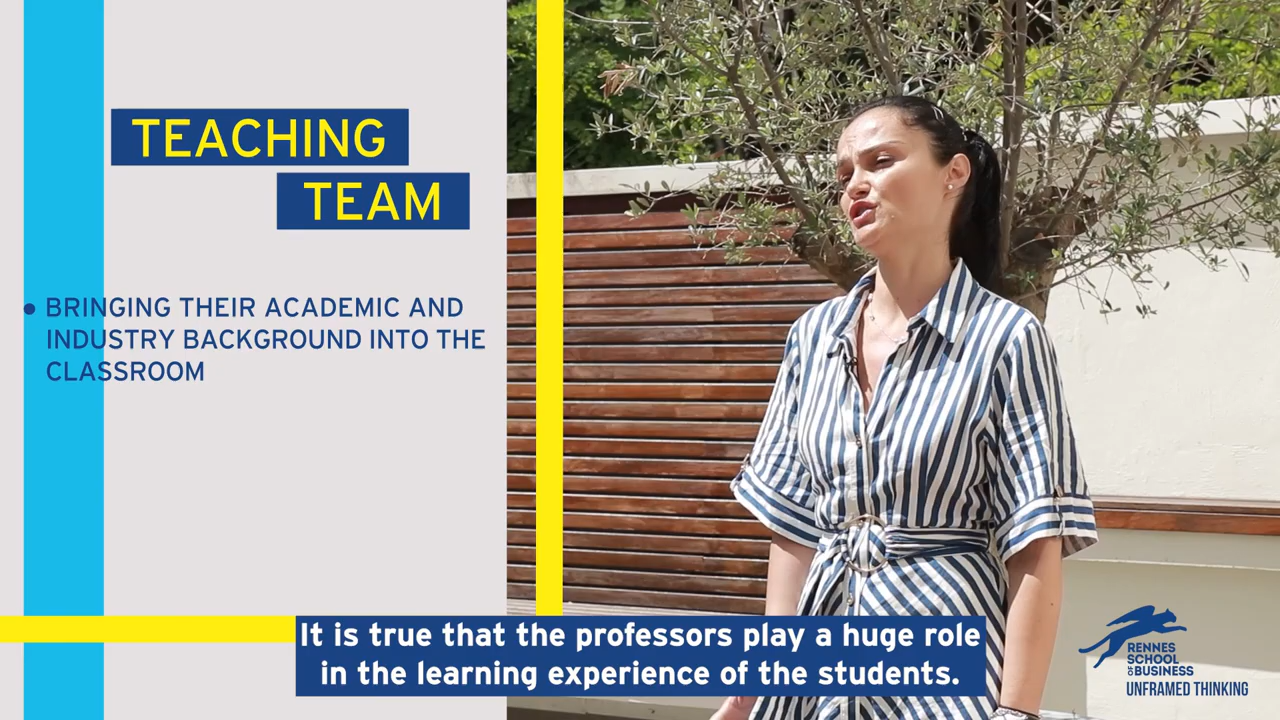 TEACHING
TEAM
• BRINGING THEIR ACADEMIC AND
INDUSTRY BACKGROUND INTO THE
CLASSROOM
It is true that the professors play a huge role
in the learning experience of the students.
RENNES
SCHOOL
OF BUSINESS
UNFRAMED THINKING